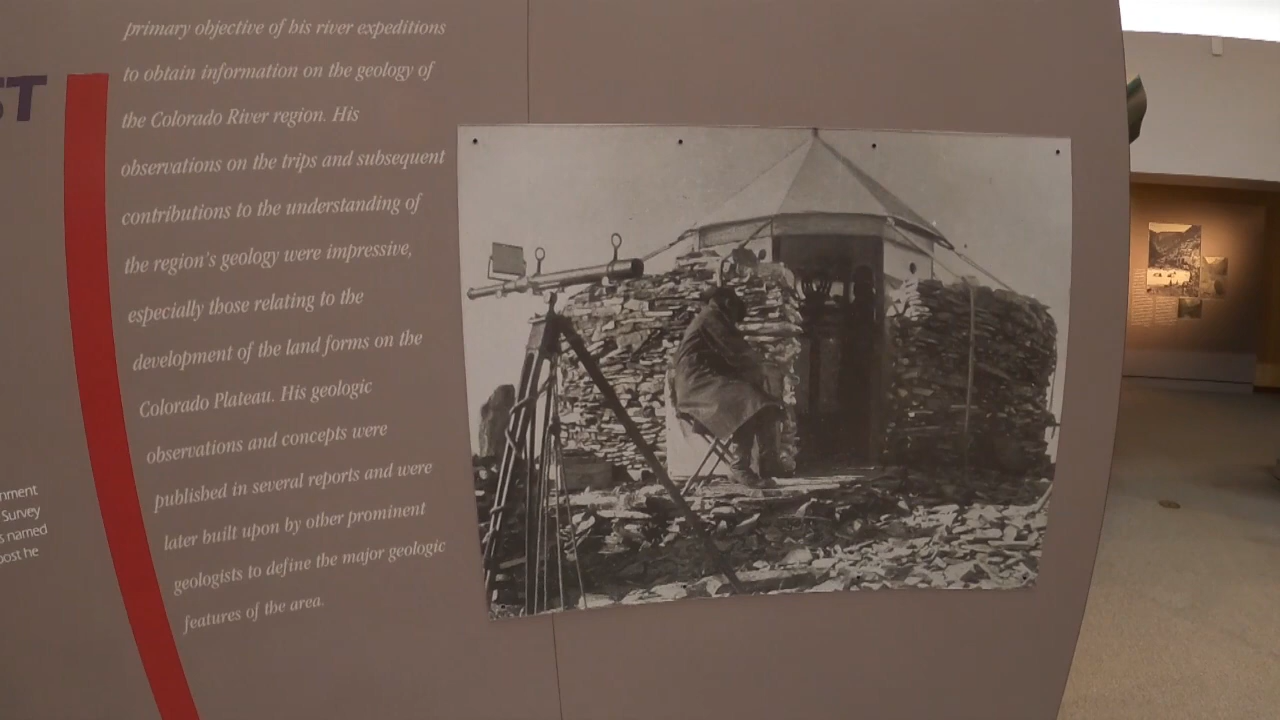 ST
primary objective of his river expeditions
to obtain information on the geology of
the Colorado River region. His
observations on the trips and subsequent
contributions to the understanding of
the region's geology were impressive,
especially those relating to the
development of the land forms on the
Colorado Plateau. His geologic
observations and concepts were
published in several reports and were
later built upon by other prominent
geologists to define the major geologic
features of the area.
nment
Survey
s named
post he